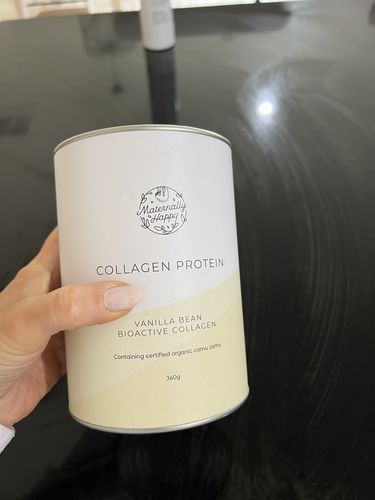 Maternally
Happy
COLLAGEN PROTEIN
VANILLA BEAN
BIOACTIVE COLLAGEN
Containing certified organic camu camu
360g